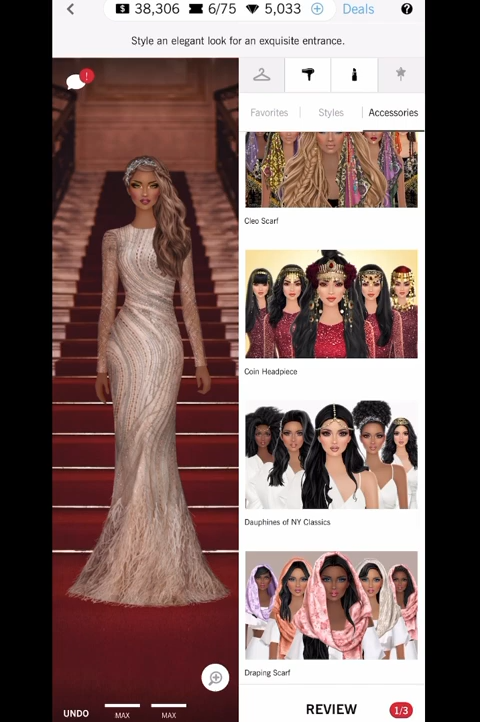 38,306 6/75 5,033 Deals ?
Style an elegant look for an exquisite entrance.
!
Favorites Styles Accessories
Cleo Scarf
Coin Headpiece
Dauphines of NY Classics
Draping Scarf
UNDO MAX MAX
REVIEW 1/3